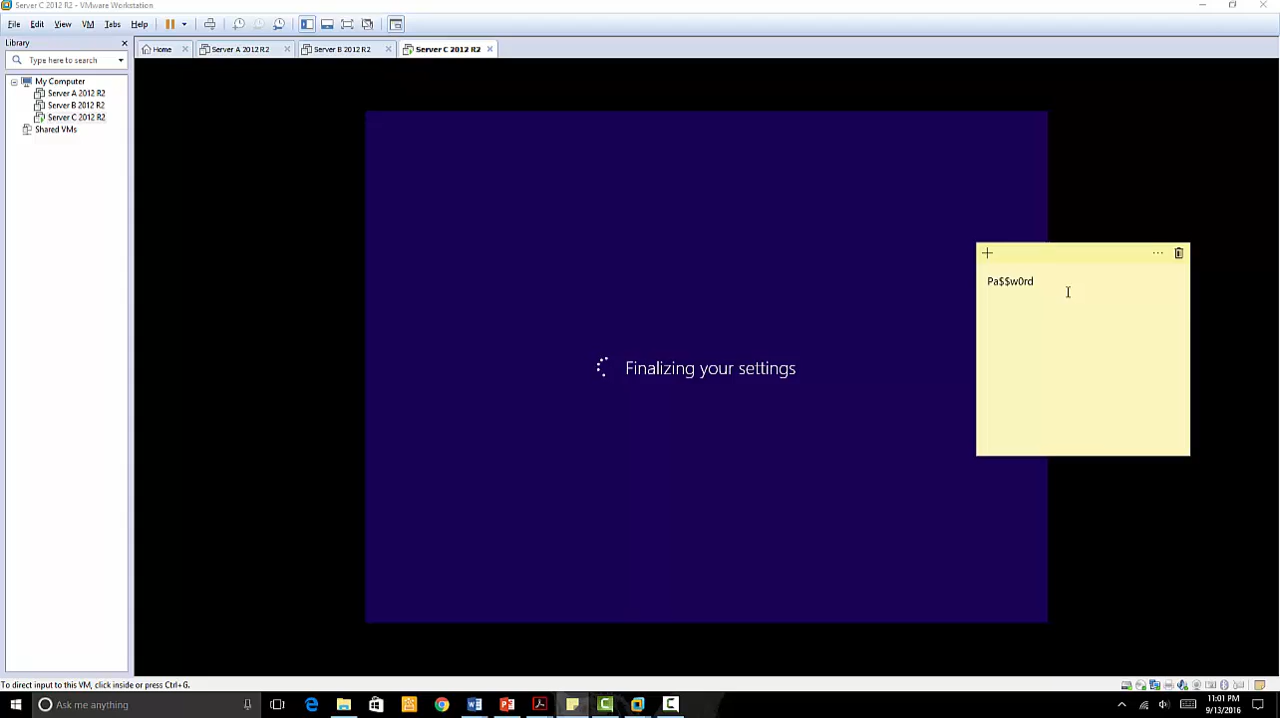 Server C 2012 R2 - VMware Workstation
File Edit View VM Tabs Help
Library
Type here to search
My Computer
Server A 2012 R2
Server B 2012 R2
Server C 2012 R2
Shared VMs
Home
Server A 2012 R2
Server B 2012 R2
Server C 2012 R2
Finalizing your settings
Pa$$w0rd
To direct input to this VM, click inside or press Ctrl+G.
Ask me anything
11:01 PM
9/13/2016